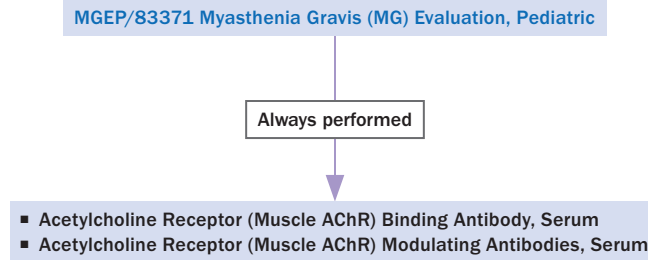 MGEP/83371 Myasthenia Gravis (MG) Evaluation, Pediatric
Always performed
▪ Acetylcholine Receptor (Muscle AChR) Binding Antibody, Serum
▪ Acetylcholine Receptor (Muscle AChR) Modulating Antibodies, Serum